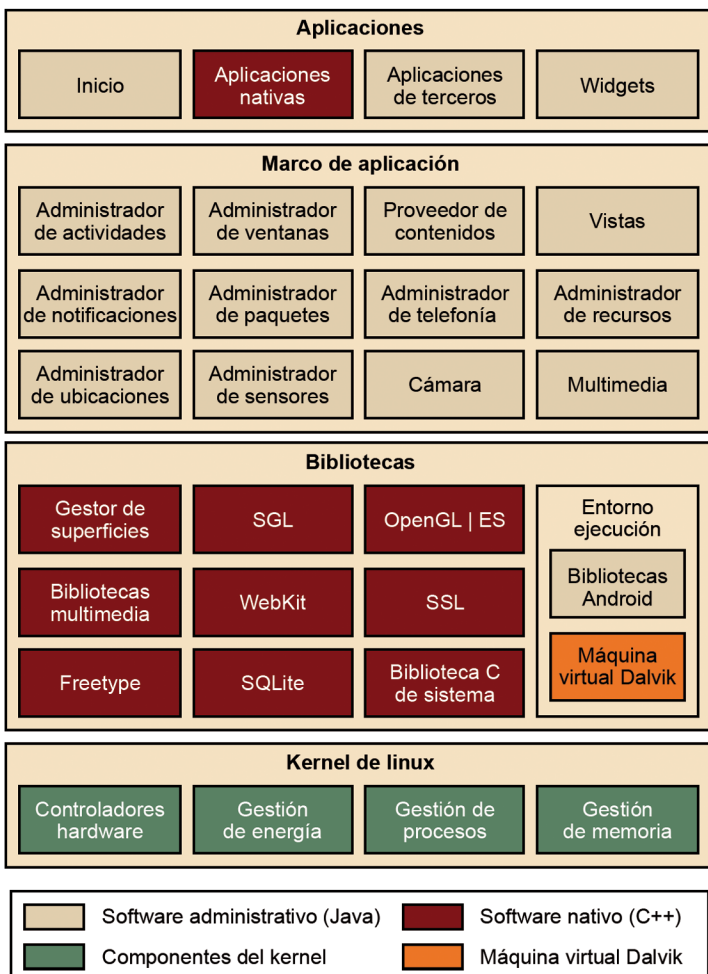 Aplicaciones
Inicio
Aplicaciones
nativas
Aplicaciones
de terceros
Widgets
Marco de aplicación
Administrador
de actividades
Administrador
de ventanas
Proveedor de
contenidos
Vistas
Administrador
de notificaciones
Administrador
de paquetes
Administrador
de telefonía
Administrador
de recursos
Administrador
de ubicaciones
Administrador
de sensores
Cámara
Multimedia
Bibliotecas
Gestor de
superficies
SGL
OpenGL | ES
Entorno
ejecución
Bibliotecas
multimedia
WebKit
SSL
Bibliotecas
Android
Freetype
SQLite
Biblioteca C
de sistema
Máquina
virtual Dalvik
Kernel de linux
Controladores
hardware
Gestión
de energía
Gestión de
procesos
Gestión
de memoria
Software administrativo (Java)
Software nativo (C++)
Componentes del kernel
Máquina virtual Dalvik